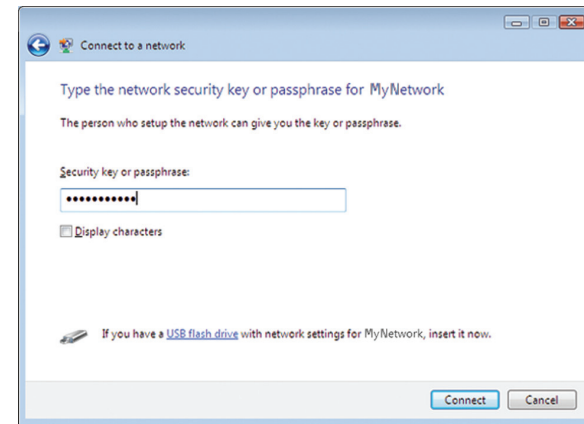 Connect to a network
Type the network security key or passphrase for MyNetwork
The person who setup the network can give you the key or passphrase.
Security key or passphrase:
•••••••••••
Display characters
If you have a USB flash drive with network settings for MyNetwork, insert it now.
Connect Cancel